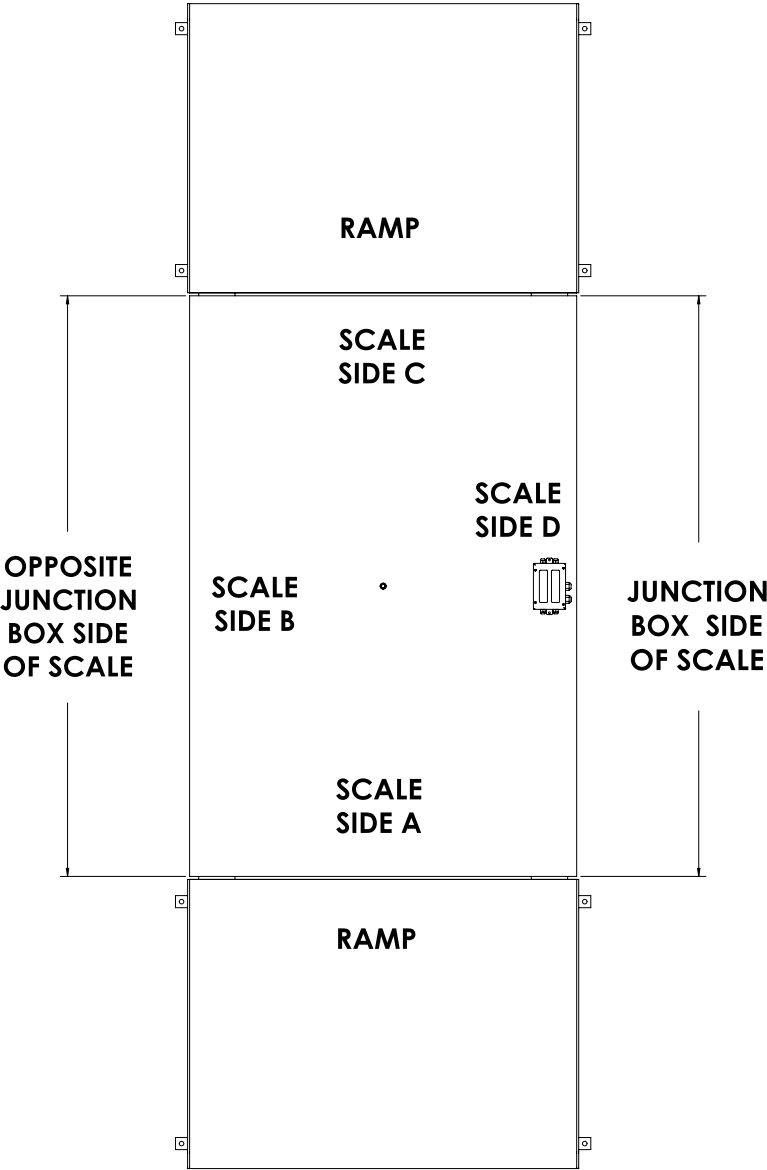 RAMP
SCALE
SIDE C
SCALE
SIDE D
OPPOSITE
JUNCTION
BOX SIDE
OF SCALE
SCALE
SIDE B
JUNCTION
BOX  SIDE
OF SCALE
SCALE
SIDE A
RAMP